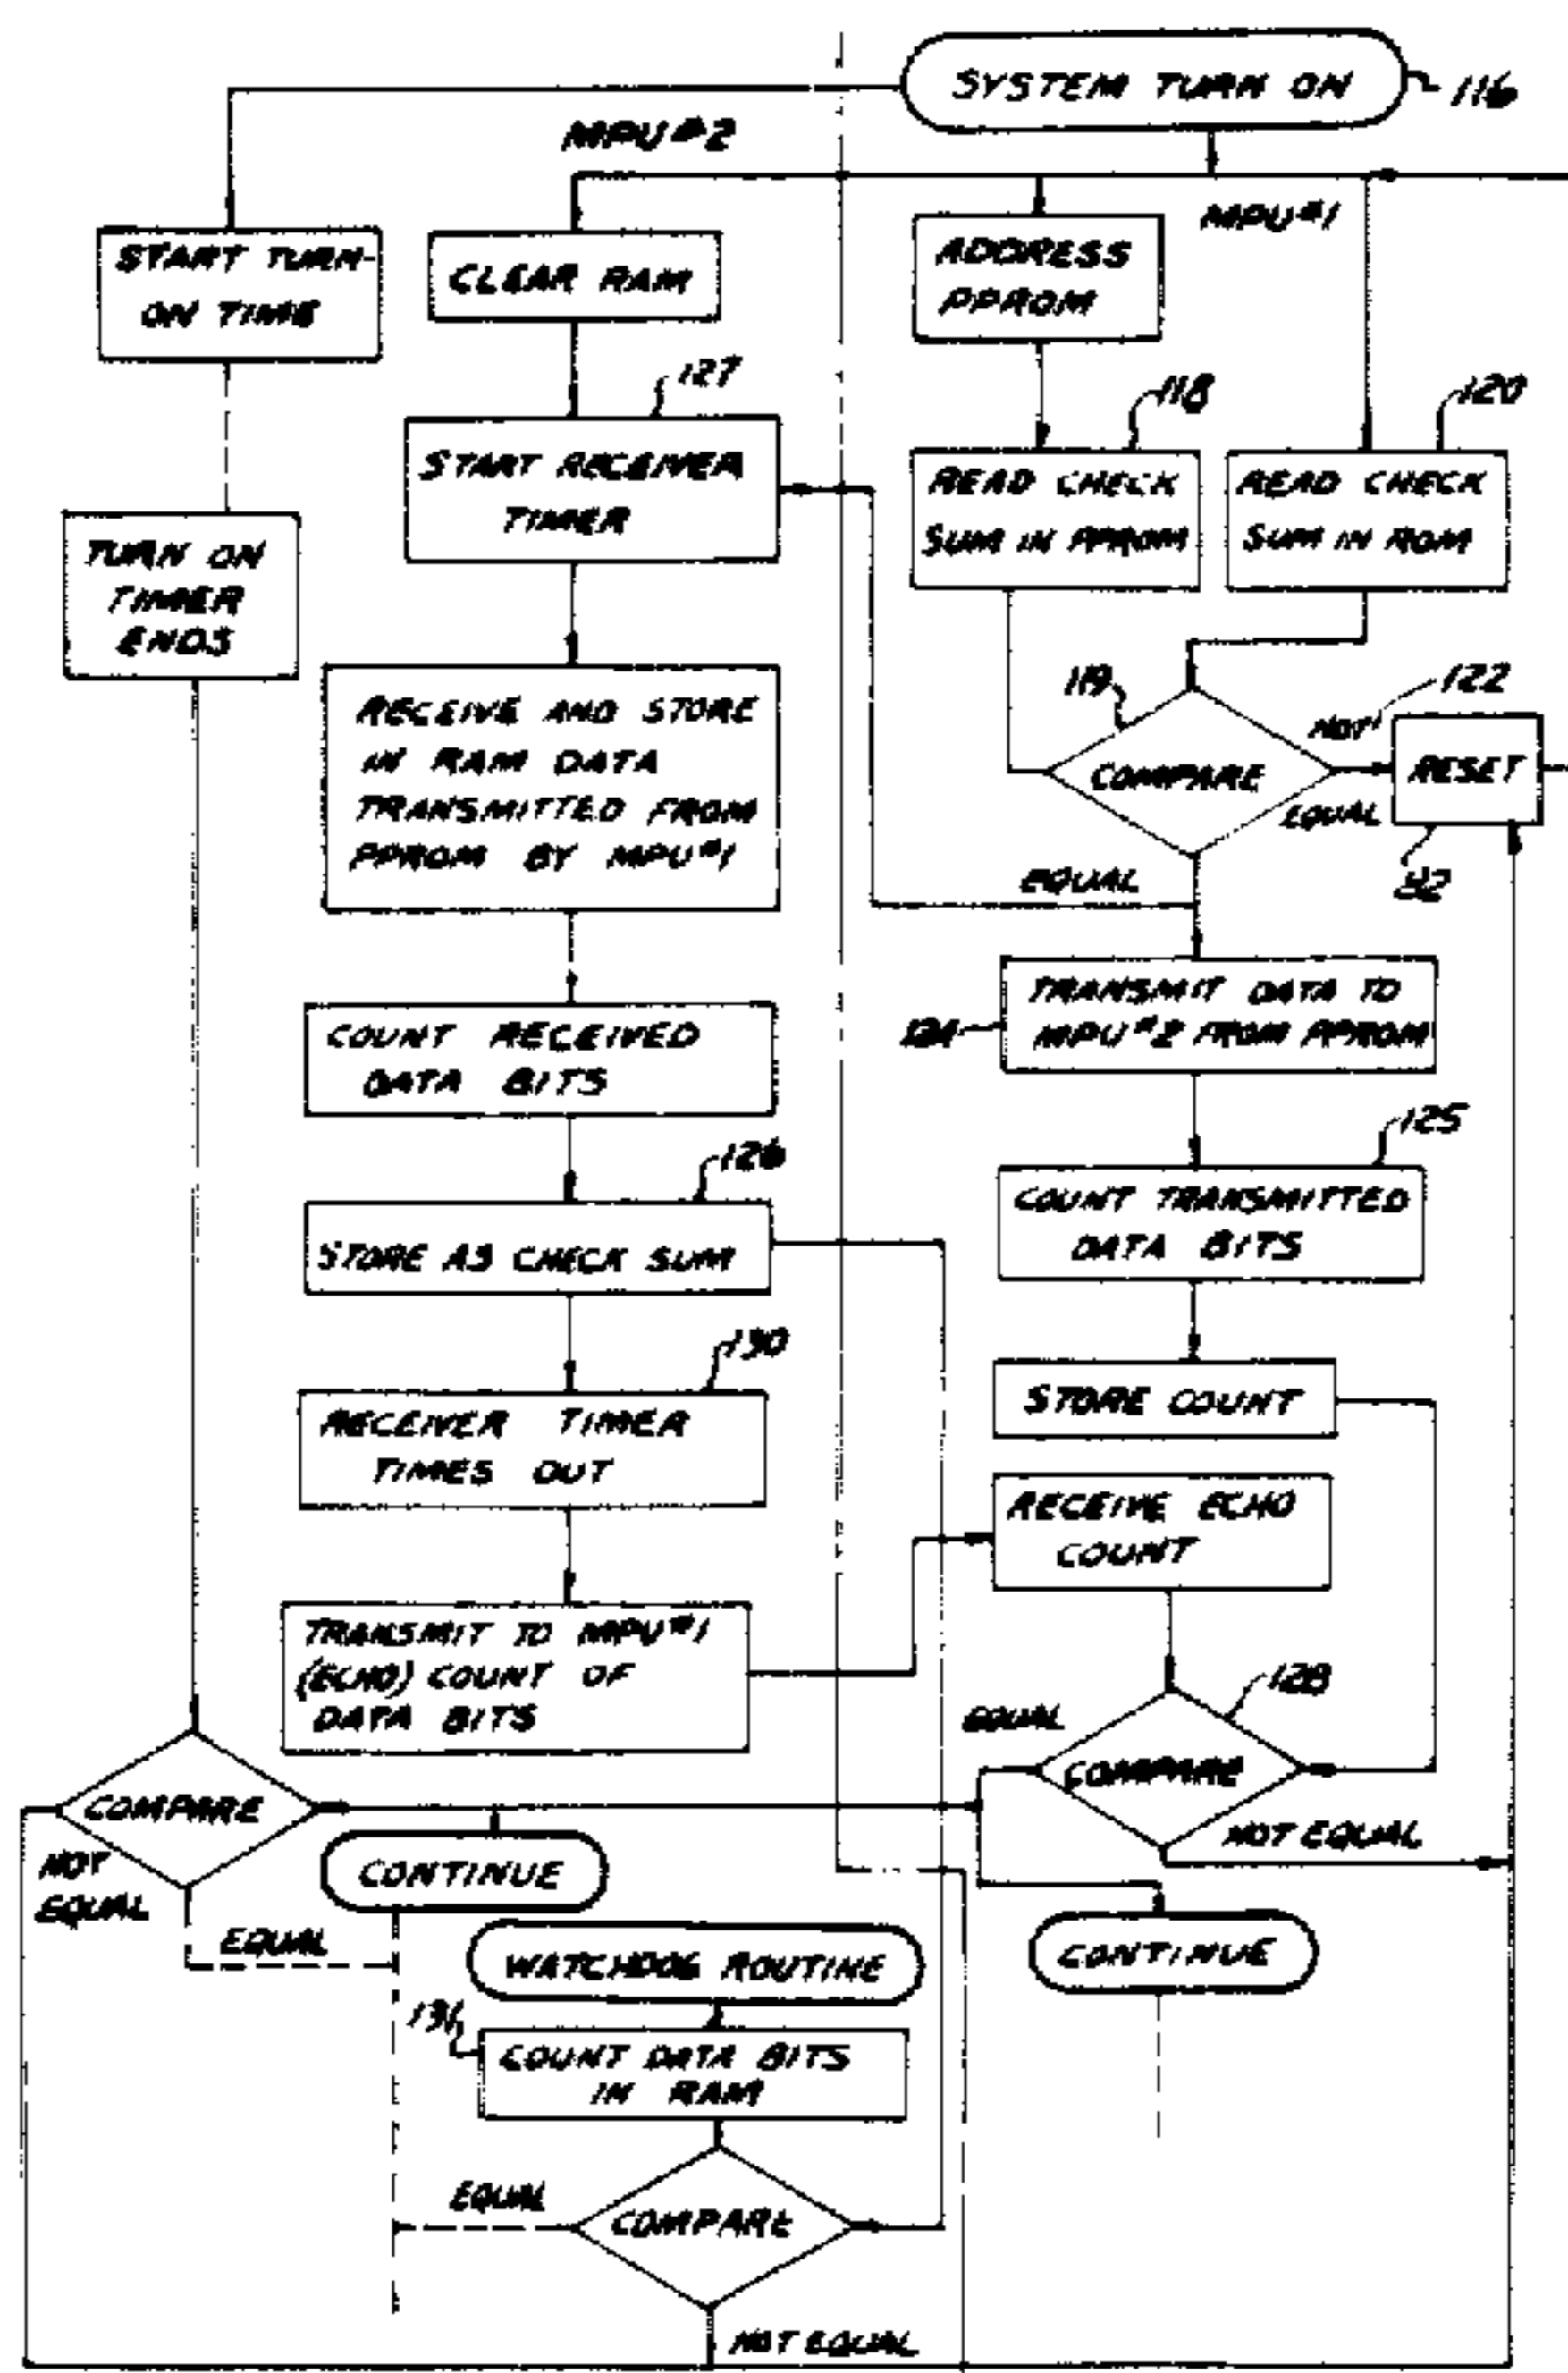 SYSTEM TURN ON
116
MPU #2
MPU #1
START TURN-
ON TIME
CLEAR RAM
ADDRESS
PPROM
127
118
120
START RECEIVER
TIMER
READ CHECK
SUM IN PPROM
READ CHECK
SUM IN ROM
TURN ON
TIMER
ENDS
RECEIVE AND STORE
IN RAM DATA
TRANSMITTED FROM
PPROM BY MPU #1
119
COMPARE
NOT
EQUAL
122
RESET
EQUAL
TRANSMIT DATA TO
MPU #2 FROM PPROM
COUNT RECEIVED
DATA BITS
125
COUNT TRANSMITTED
DATA BITS
126
STORE AS CHECK SUM
130
RECEIVER TIMER
TIMES OUT
STORE COUNT
RECEIVE ECHO
COUNT
TRANSMIT TO MPU #1
(ECHO) COUNT OF
DATA BITS
128
EQUAL
COMPARE
NOT EQUAL
COMPARE
NOT
EQUAL
EQUAL
CONTINUE
CONTINUE
WATCHDOG ROUTINE
131
COUNT DATA BITS
IN RAM
EQUAL
COMPARE
NOT EQUAL